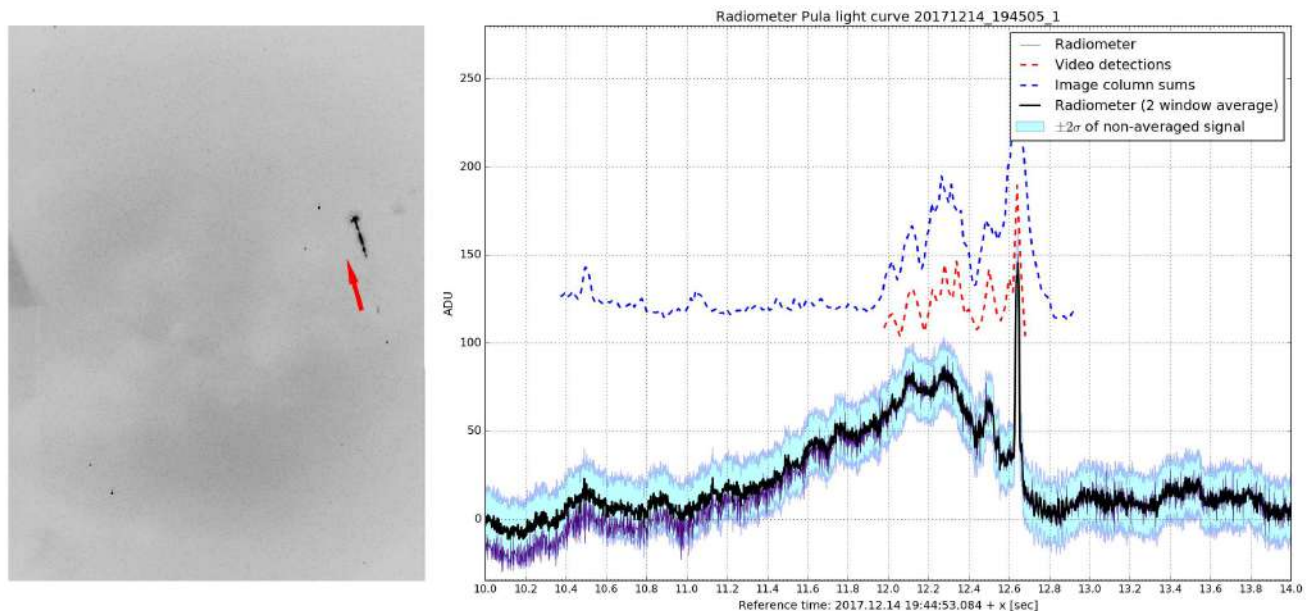 Radiometer Pula light curve 20171214_194505_1
Radiometer
Video detections
Image column sums
Radiometer (2 window average)
±2σ of non-averaged signal
ADU
250
200
150
100
50
0
10.0 10.2 10.4 10.6 10.8 11.0 11.2 11.4 11.6 11.8 12.0 12.2 12.4 12.6 12.8 13.0 13.2 13.4 13.6 13.8 14.0
Reference time: 2017.12.14 19:44:53.084 + x [sec]